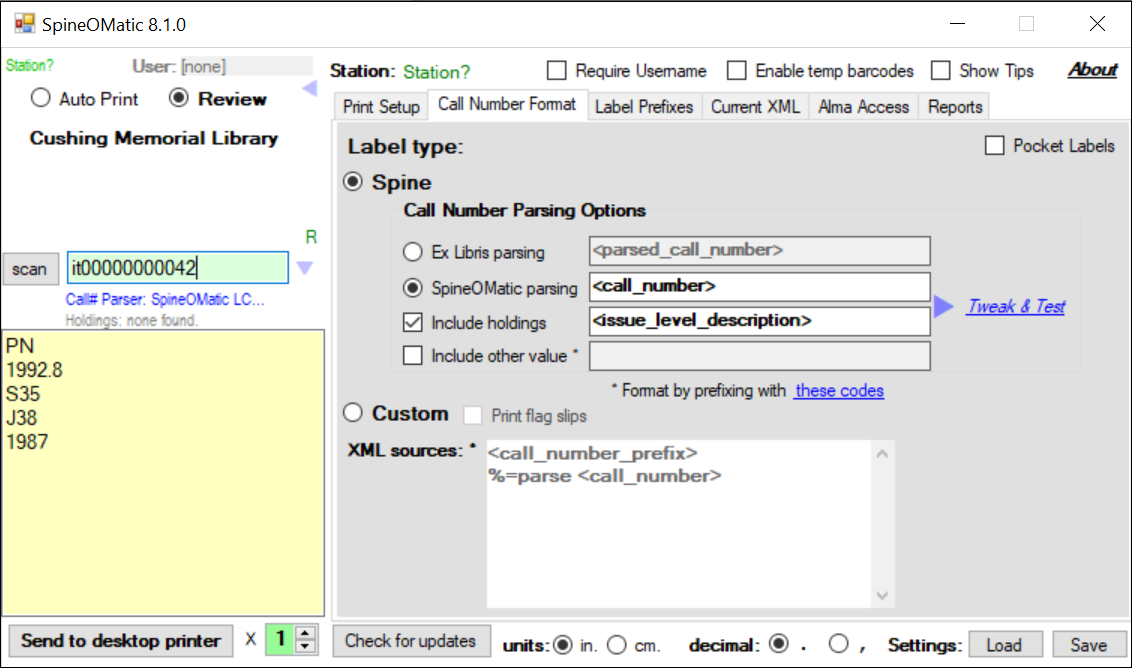 SpineOMatic 8.1.0
Station?
User: [none]
Auto Print
Review
Cushing Memorial Library
R
scan
it00000000042
Call# Parser: SpineOMatic LC...
Holdings: none found.
PN
1992.8
S35
J38
1987
Send to desktop printer
X
1
Station: Station?
Require Username
Enable temp barcodes
Show Tips
About
Print Setup
Call Number Format
Label Prefixes
Current XML
Alma Access
Reports
Label type:
Pocket Labels
Spine
Call Number Parsing Options
Ex Libris parsing
<parsed_call_number>
SpineOMatic parsing
<call_number>
Include holdings
<issue_level_description>
Tweak & Test
Include other value *
* Format by prefixing with these codes
Custom
Print flag slips
XML sources: *
<call_number_prefix>
%=parse <call_number>
Check for updates
units:
in.
cm.
decimal:
.
,
Settings:
Load
Save